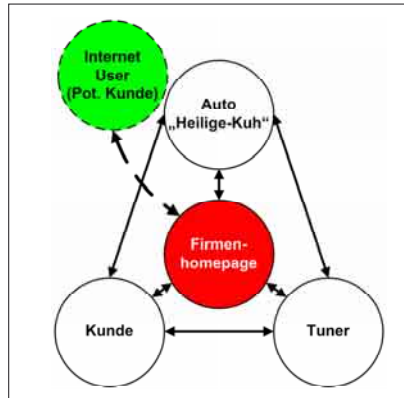 Internet
User
(Pot. Kunde)
Auto
„Heilige-Kuh“
Firmen-
homepage
Kunde
Tuner